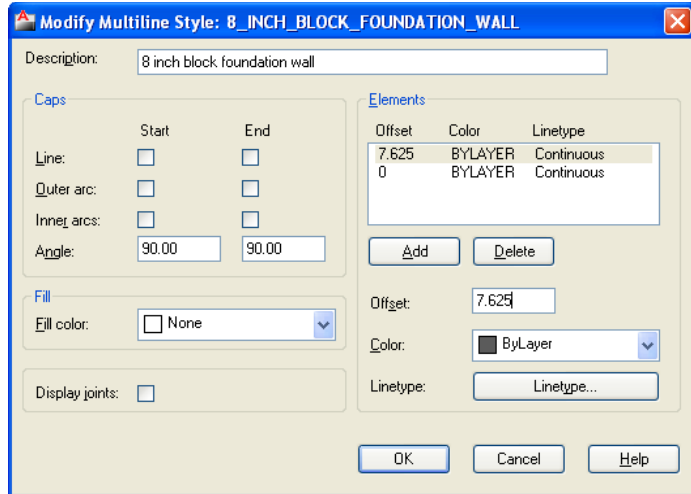 Modify Multiline Style: 8_INCH_BLOCK_FOUNDATION_WALL
Description: 8 inch block foundation wall
Caps
Start End
Line:
Outer arc:
Inner arcs:
Angle: 90.00 90.00
Fill
Fill color: None
Display joints:
Elements
Offset Color Linetype
7.625 BYLAYER Continuous
0 BYLAYER Continuous
Add Delete
Offset: 7.625
Color: ByLayer
Linetype: Linetype...
OK Cancel Help